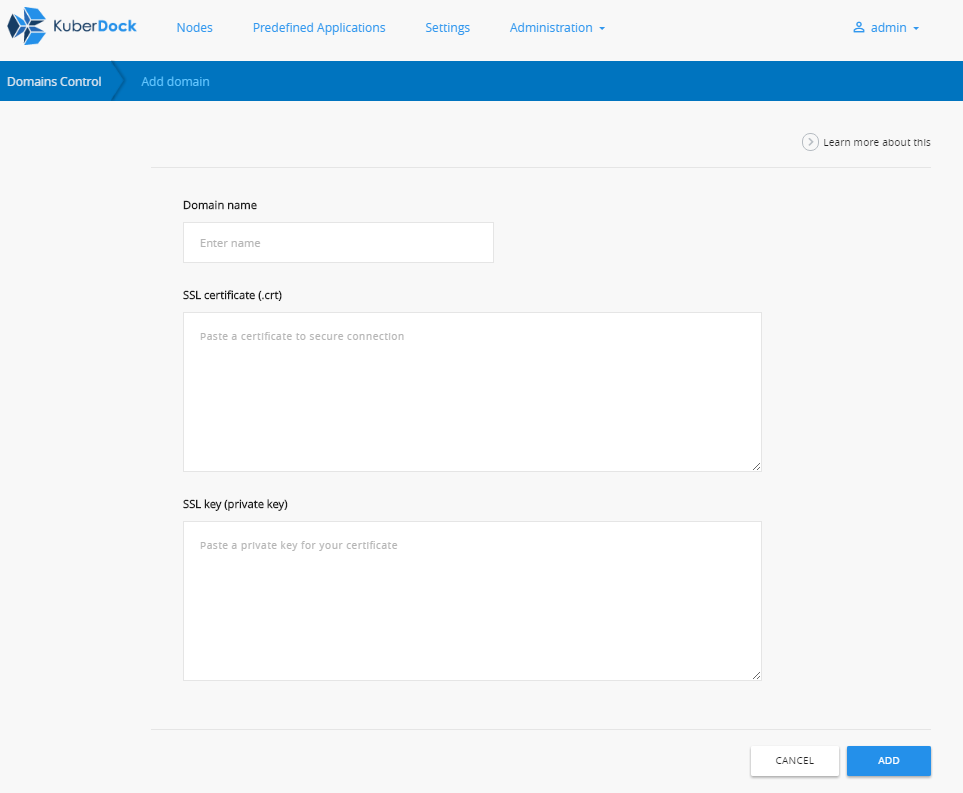 KuberDock Nodes Predefined Applications Settings Administration admin
Domains Control Add domain
Learn more about this
Domain name
Enter name
SSL certificate (.crt)
Paste a certificate to secure connection
SSL key (private key)
Paste a private key for your certificate
CANCEL ADD